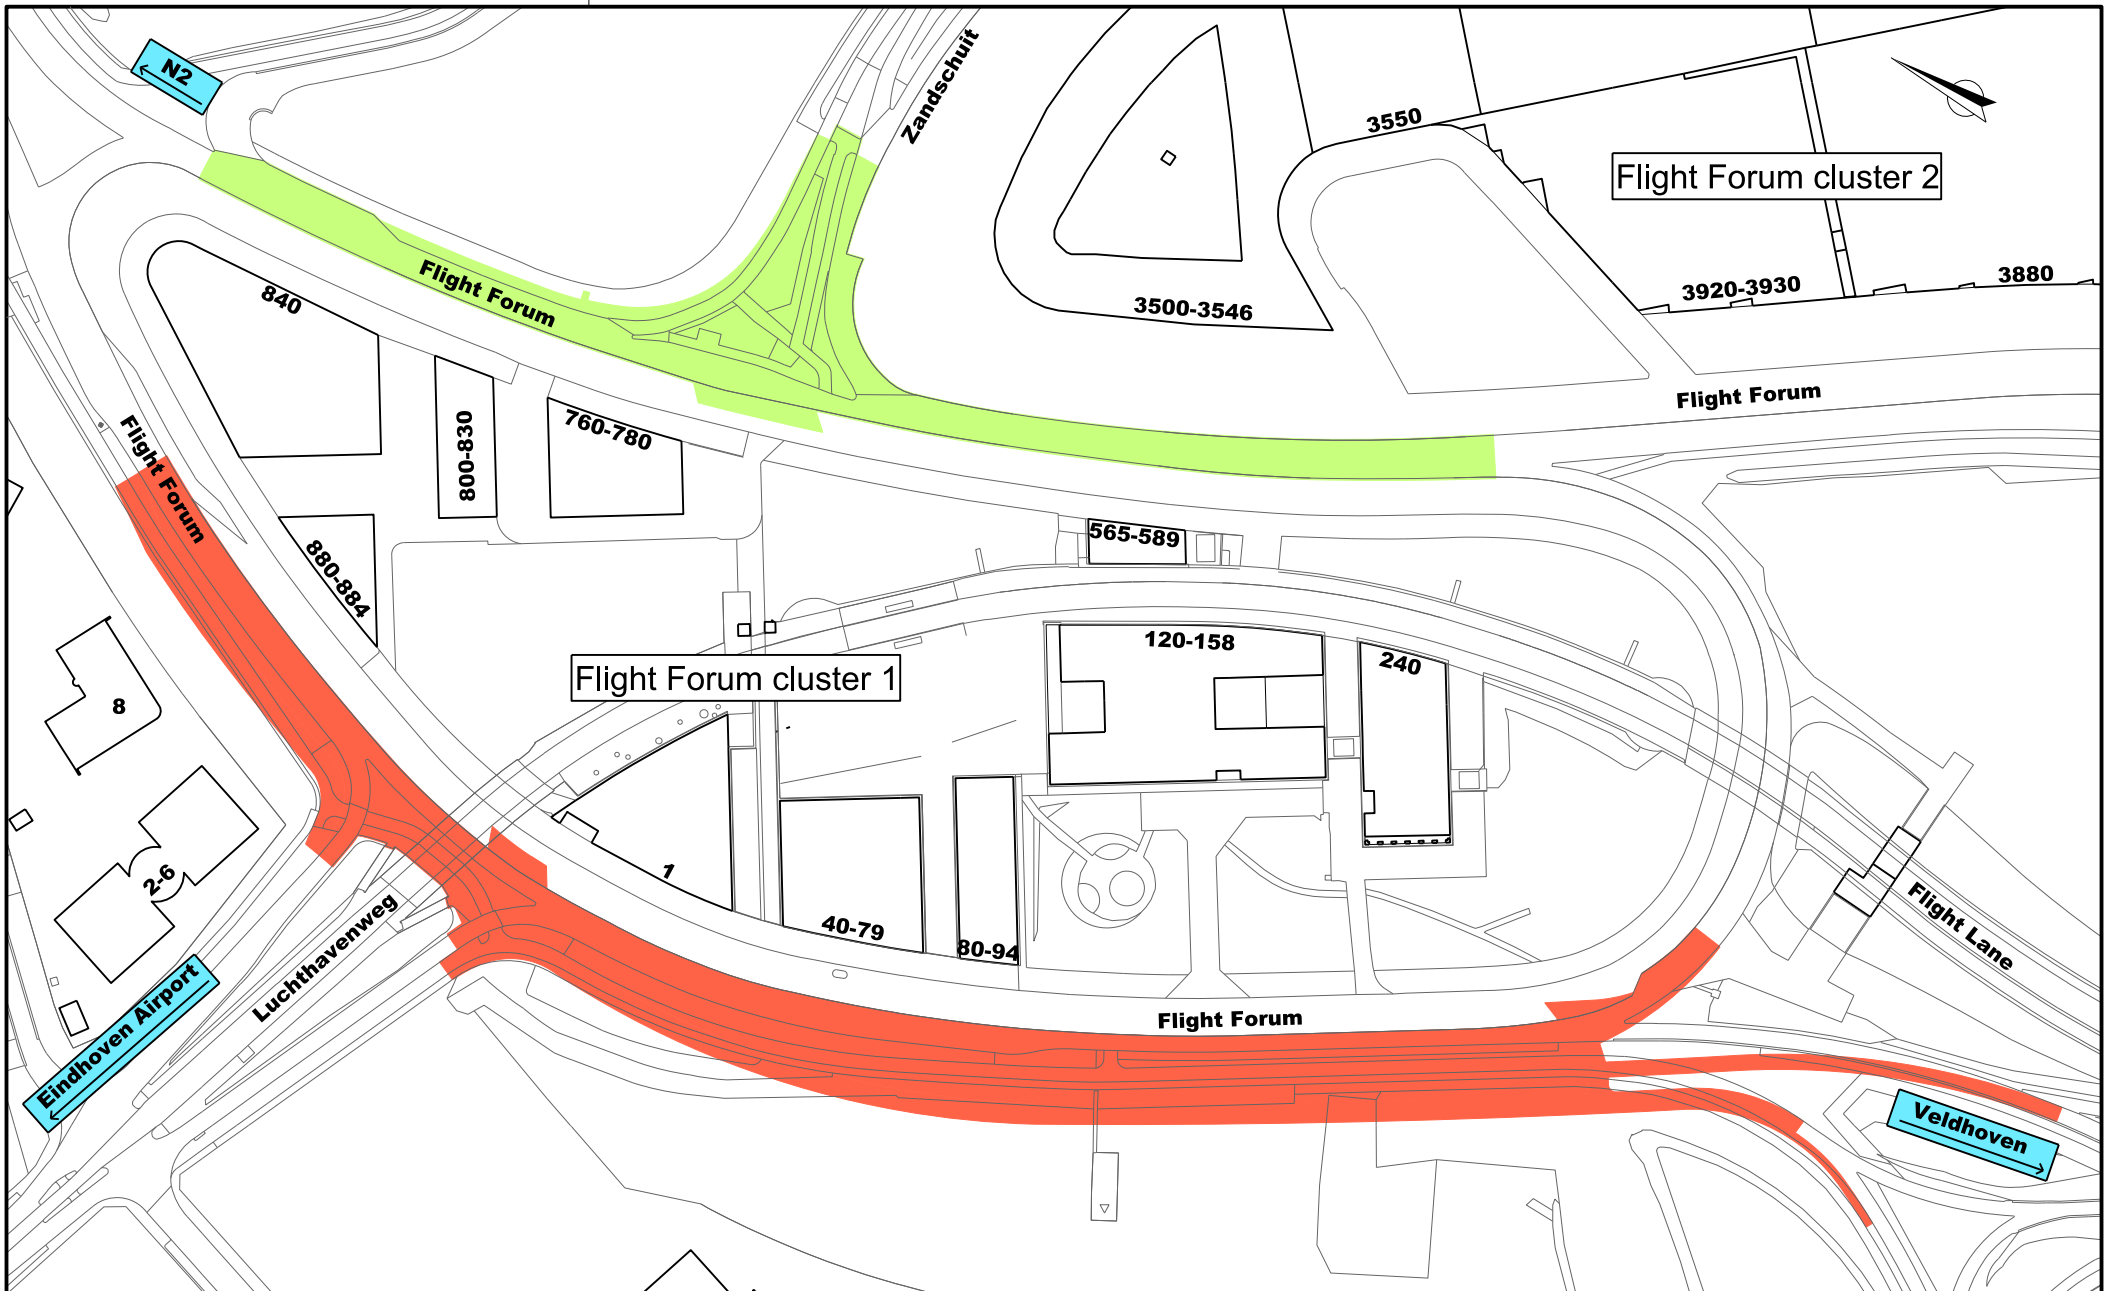 N2
Zandschuit
3550
Flight Forum cluster 2
Flight Forum
840
3500-3546
3920-3930
3880
Flight Forum
Flight Forum
800-830
760-780
565-589
880-884
120-158
240
Flight Forum cluster 1
8
2-6
1
40-79
80-94
Luchthavenweg
Flight Lane
Eindhoven Airport
Flight Forum
Veldhoven